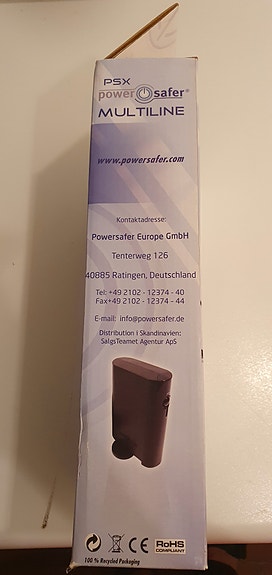 PSX
power safer®
MULTILINE
www.powersafer.com
Kontaktadresse:
Powersafer Europe GmbH
Tenterweg 126
40885 Ratingen, Deutschland
Tel: +49 2102 - 12374 - 40
Fax+49 2102 - 12374 - 44
E-mail: info@powersafer.de
Distribution i Skandinavien:
SalgsTeamet Agentur ApS
CE RoHS
COMPLIANT
100 % Recycled Packaging